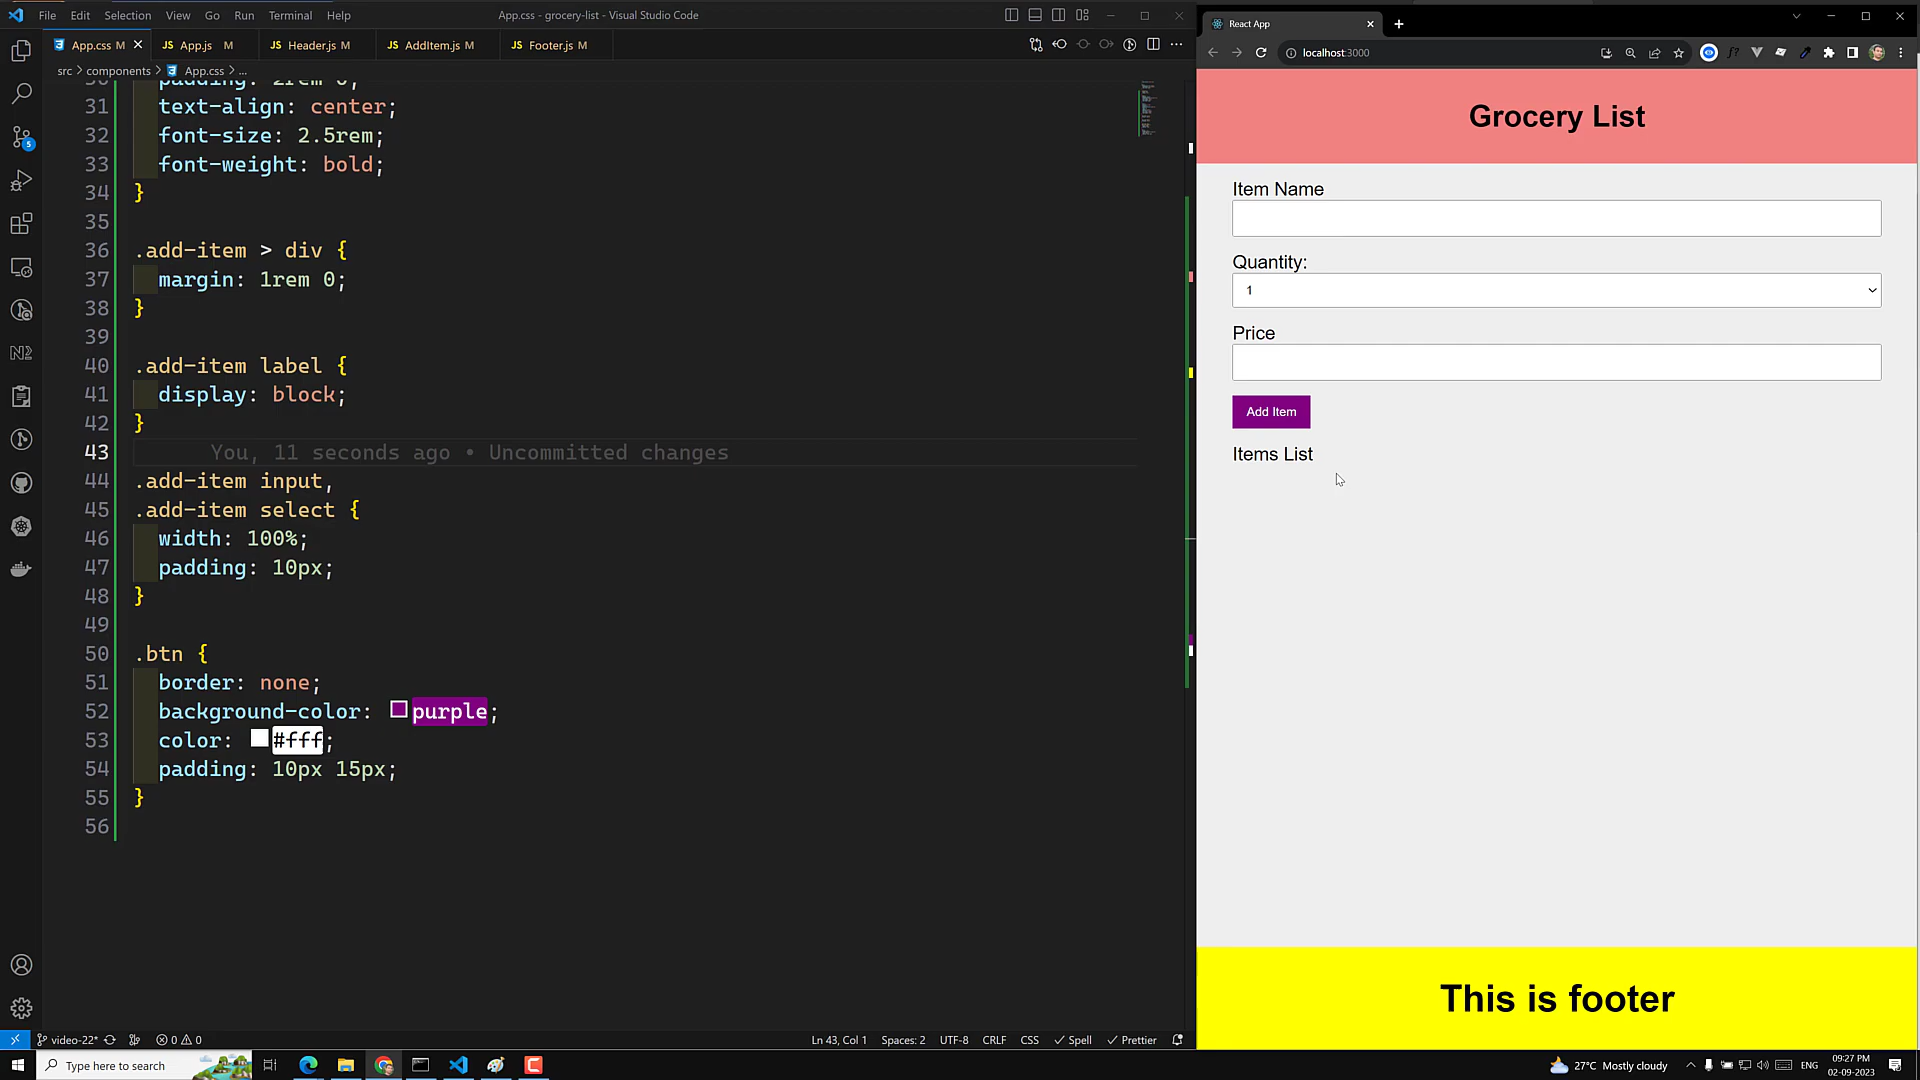 File Edit Selection View Go Run Terminal Help
App.css - grocery-list - Visual Studio Code
App.css M App.js M Header.js M AddItem.js M Footer.js M
src > components > App.css > ...
padding: 2rem 0;
31 text-align: center;
32 font-size: 2.5rem;
33 font-weight: bold;
34 }
35
36 .add-item > div {
37 margin: 1rem 0;
38 }
39
40 .add-item label {
41 display: block;
42 }
43 You, 11 seconds ago • Uncommitted changes
44 .add-item input,
45 .add-item select {
46 width: 100%;
47 padding: 10px;
48 }
49
50 .btn {
51 border: none;
52 background-color: purple;
53 color: #fff;
54 padding: 10px 15px;
55 }
56
5
N2
video-22* 0 0 Ln 43, Col 1 Spaces: 2 UTF-8 CRLF CSS Spell Prettier
React App
localhost:3000
Grocery List
Item Name
Quantity:
1
Price
Add Item
Items List
This is footer
Type here to search
27°C Mostly cloudy ENG 09:27 PM
02-09-2023